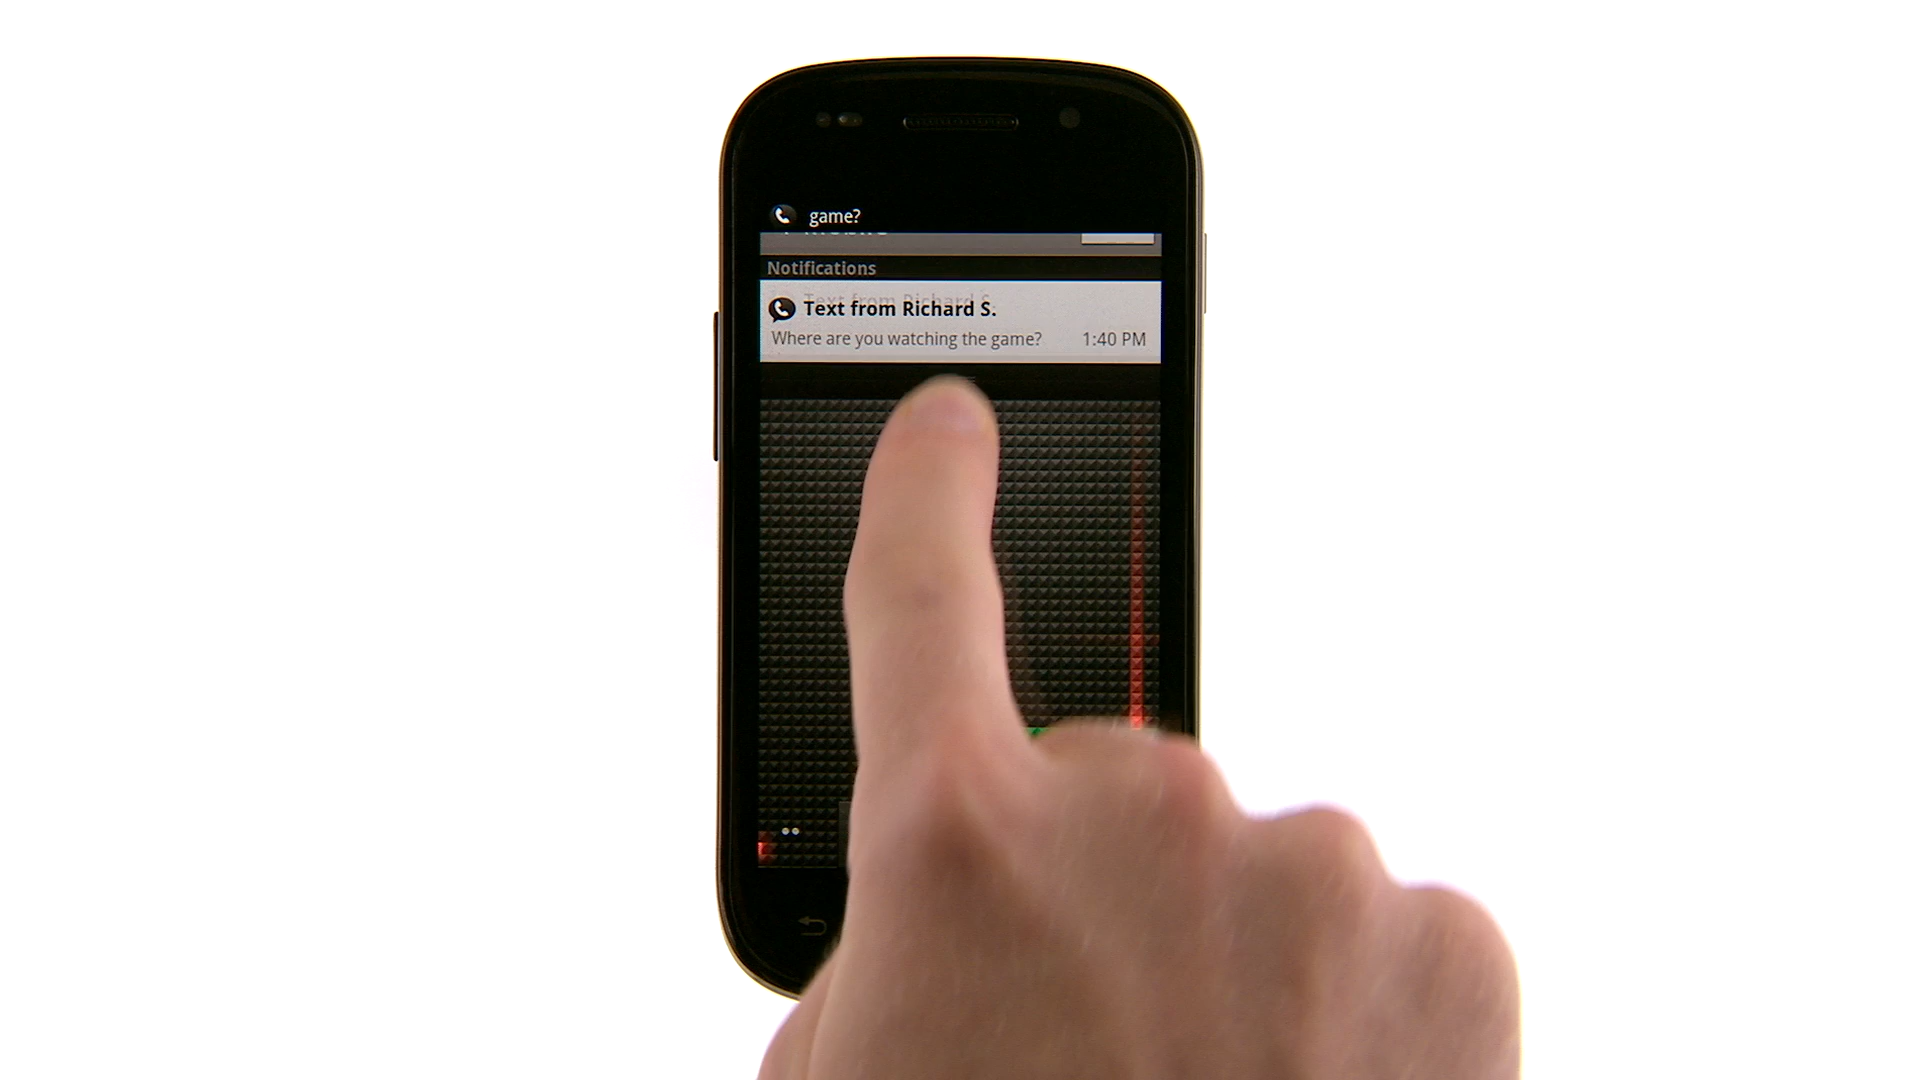 game?
Notifications
Text from Richard S.
Where are you watching the game? 1:40 PM